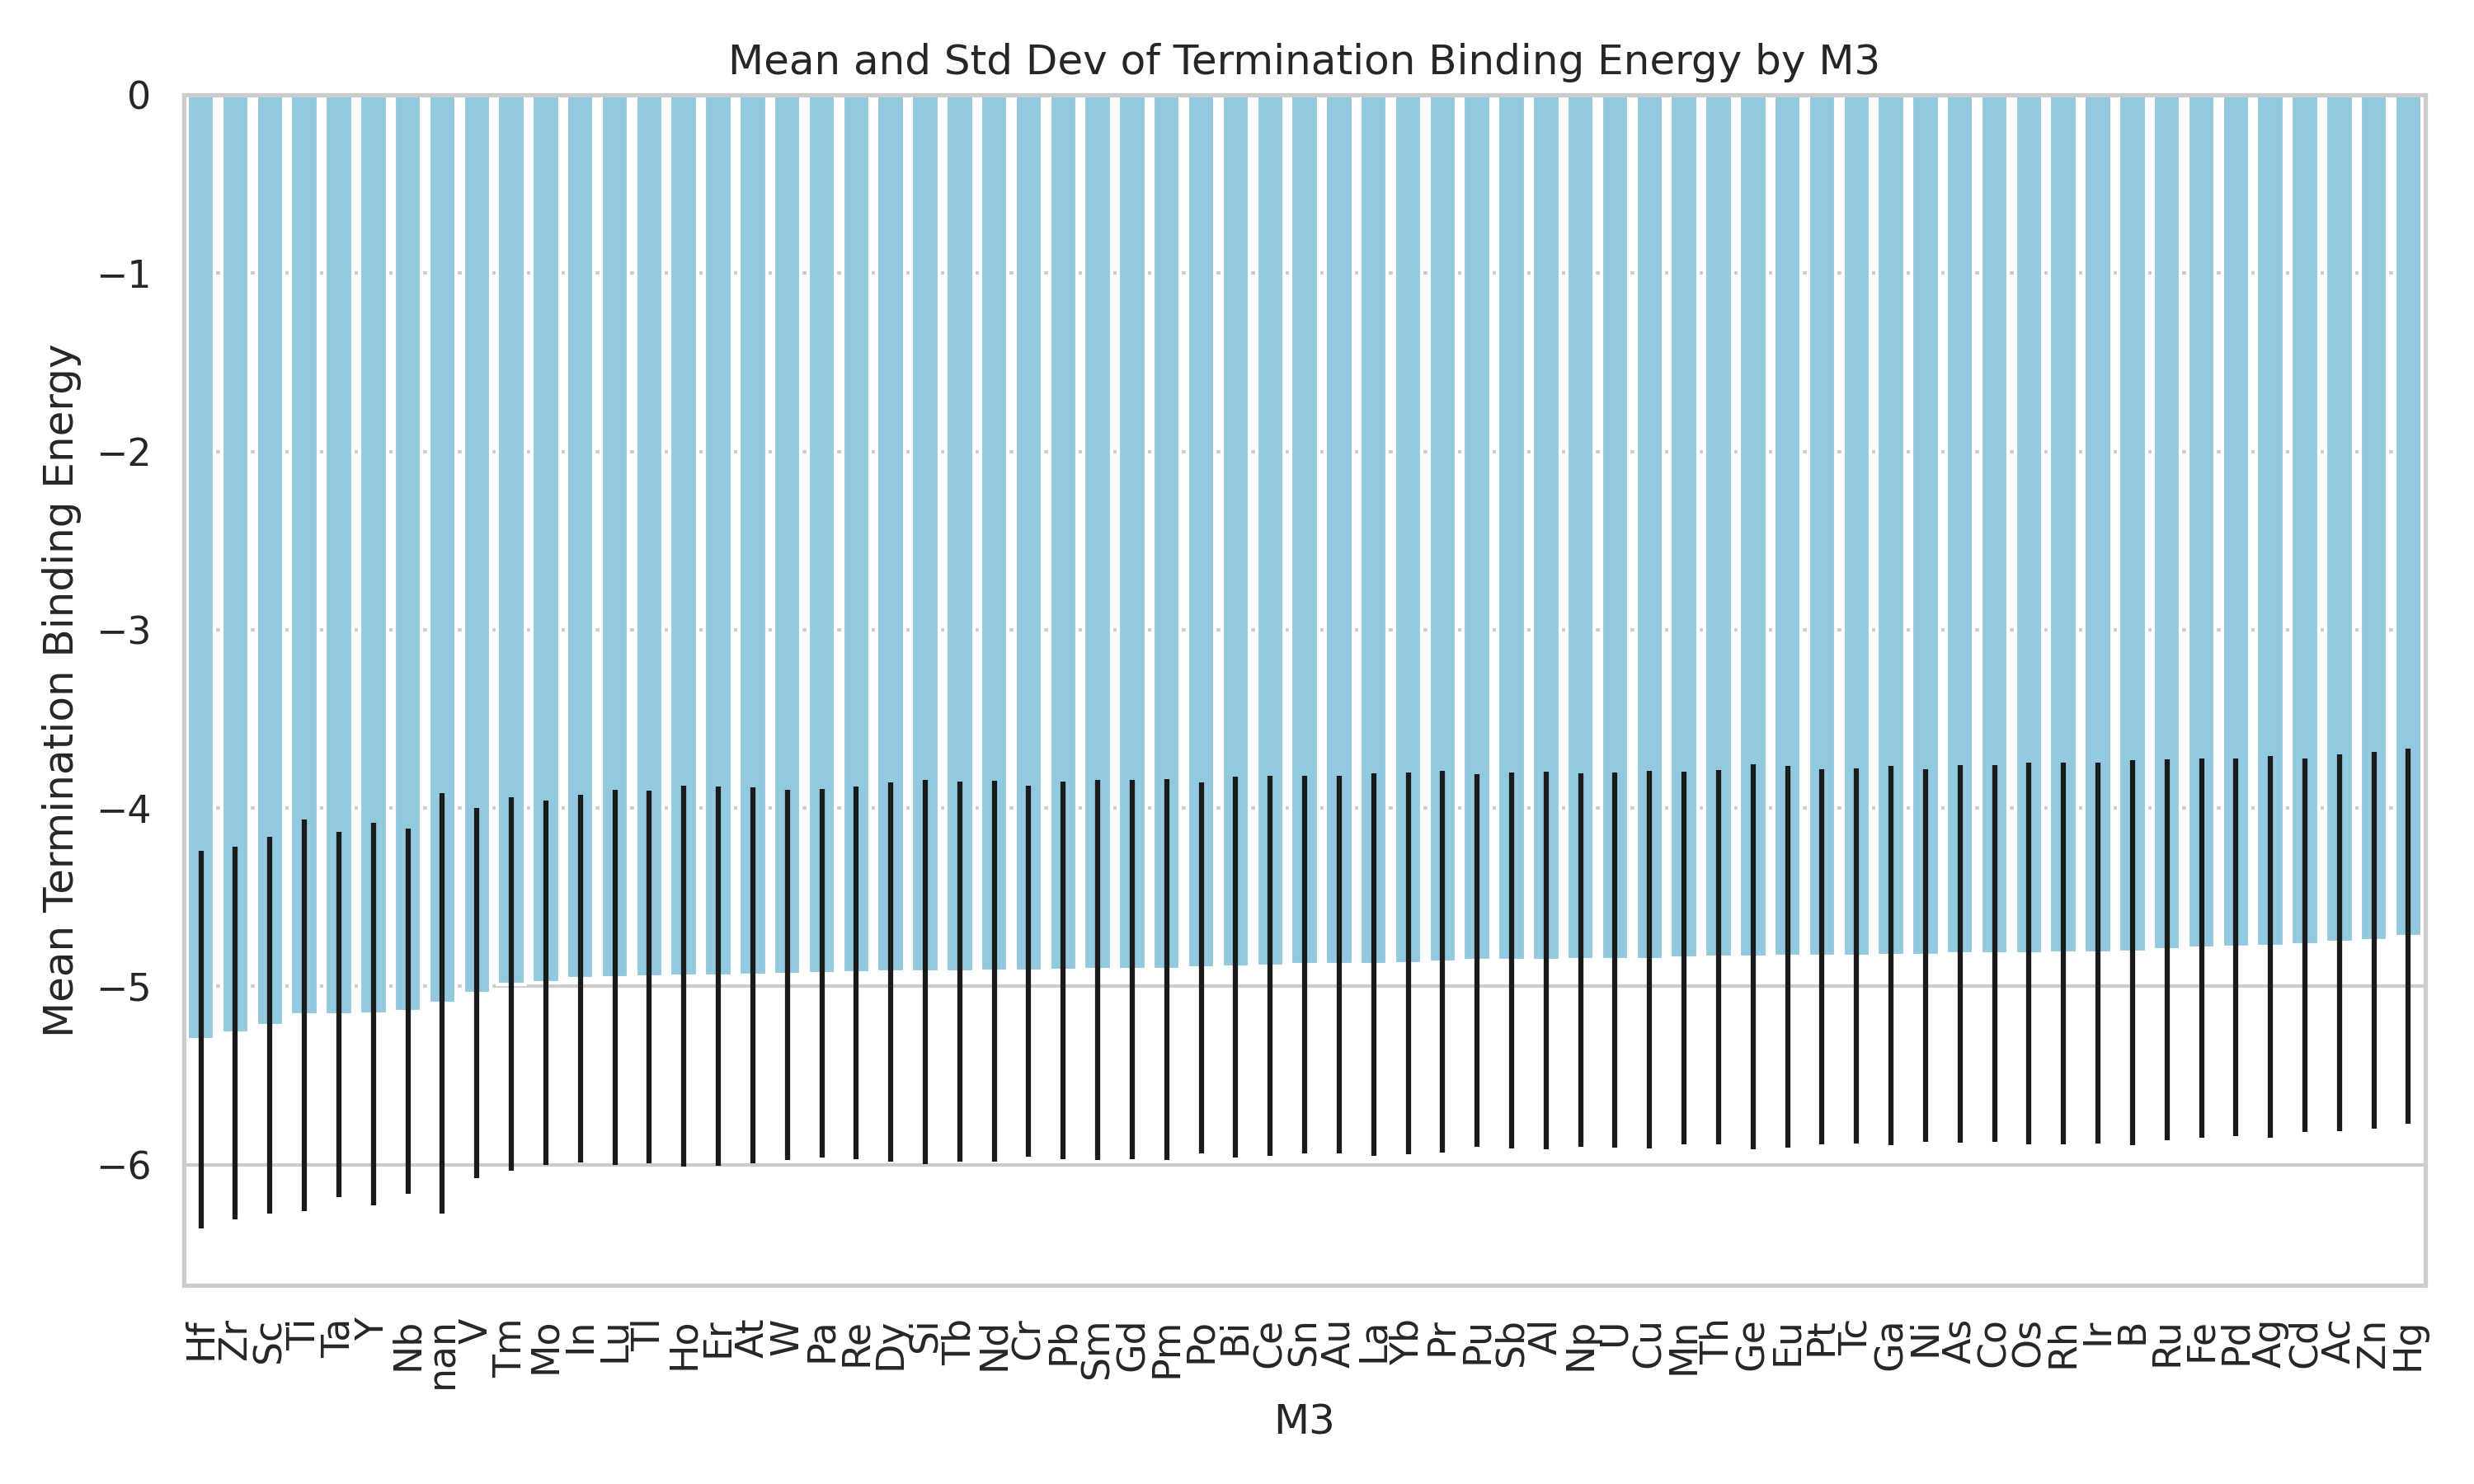 Mean and Std Dev of Termination Binding Energy by M3
Mean Termination Binding Energy
0
−1
−2
−3
−4
−5
−6
Hf Zr Sc Ti Ta Y Nb nan V Tm Mo In Lu Tl Ho Er At W Pa Re Dy Si Tb Nd Cr Pb Sm Gd Pm Po Bi Ce Sn Au La Yb Pr Pu Sb Al Np U Cu Mn Th Ge Eu Pt Tc Ga Ni As Co Os Rh Ir B Ru Fe Pd Ag Cd Ac Zn Hg
M3